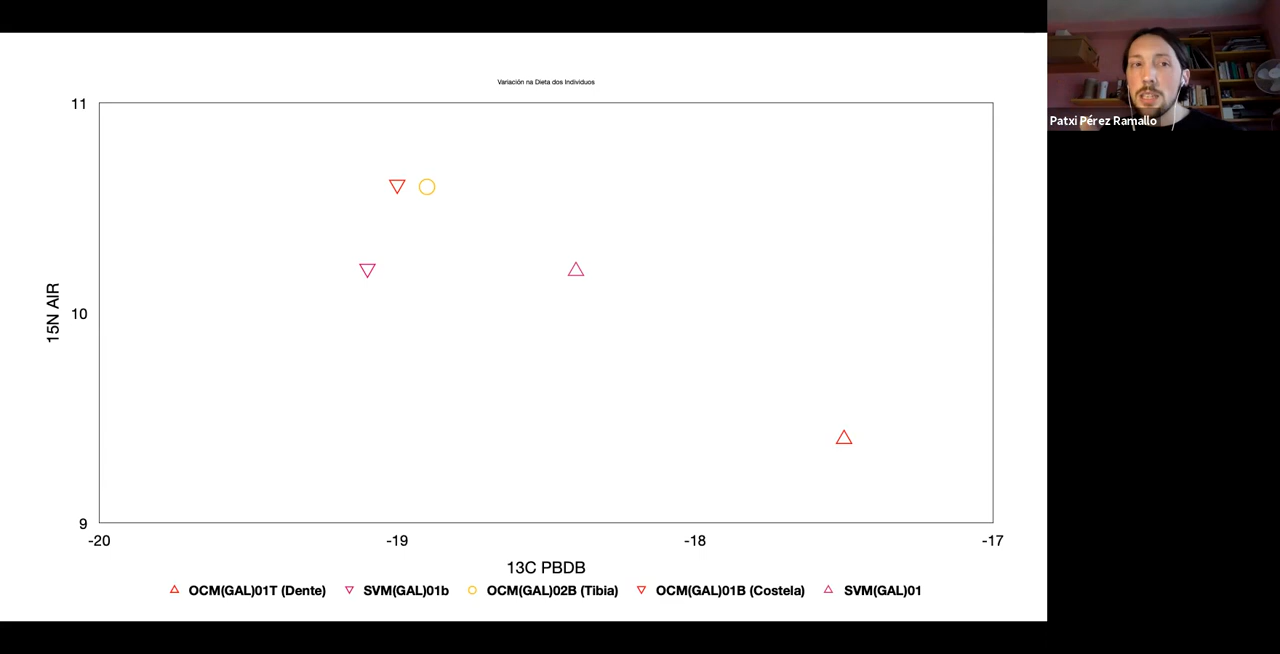 Variación na Dieta dos Individuos
11
10
9
15N AIR
-20 -19 -18 -17
13C PBDB
OCM(GAL)01T (Dente) SVM(GAL)01b OCM(GAL)02B (Tibia) OCM(GAL)01B (Costela) SVM(GAL)01
Patxi Pérez Ramallo